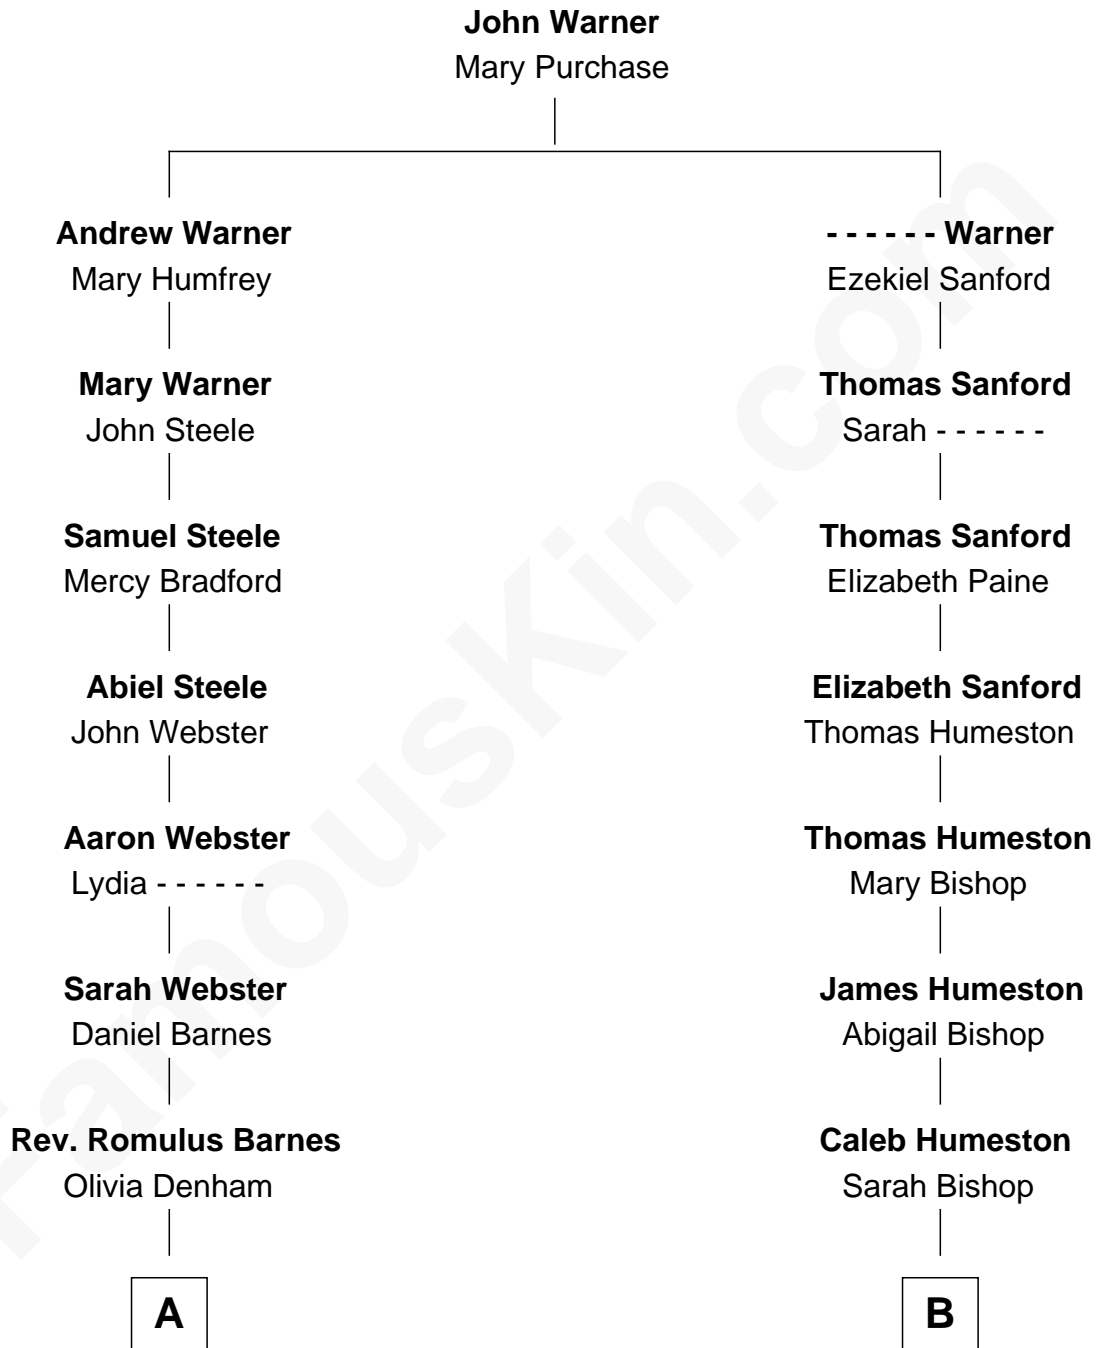 John Warner
Mary Purchase
Andrew Warner
Mary Humfrey
Mary Warner
John Steele
Samuel Steele
Mercy Bradford
Abiel Steele
John Webster
Aaron Webster
Lydia - - - - - -
Sarah Webster
Daniel Barnes
Rev. Romulus Barnes
Olivia Denham
A
- - - - - - Warner
Ezekiel Sanford
Thomas Sanford
Sarah - - - - - -
Thomas Sanford
Elizabeth Paine
Elizabeth Sanford
Thomas Humeston
Thomas Humeston
Mary Bishop
James Humeston
Abigail Bishop
Caleb Humeston
Sarah Bishop
B
FamousKin.com